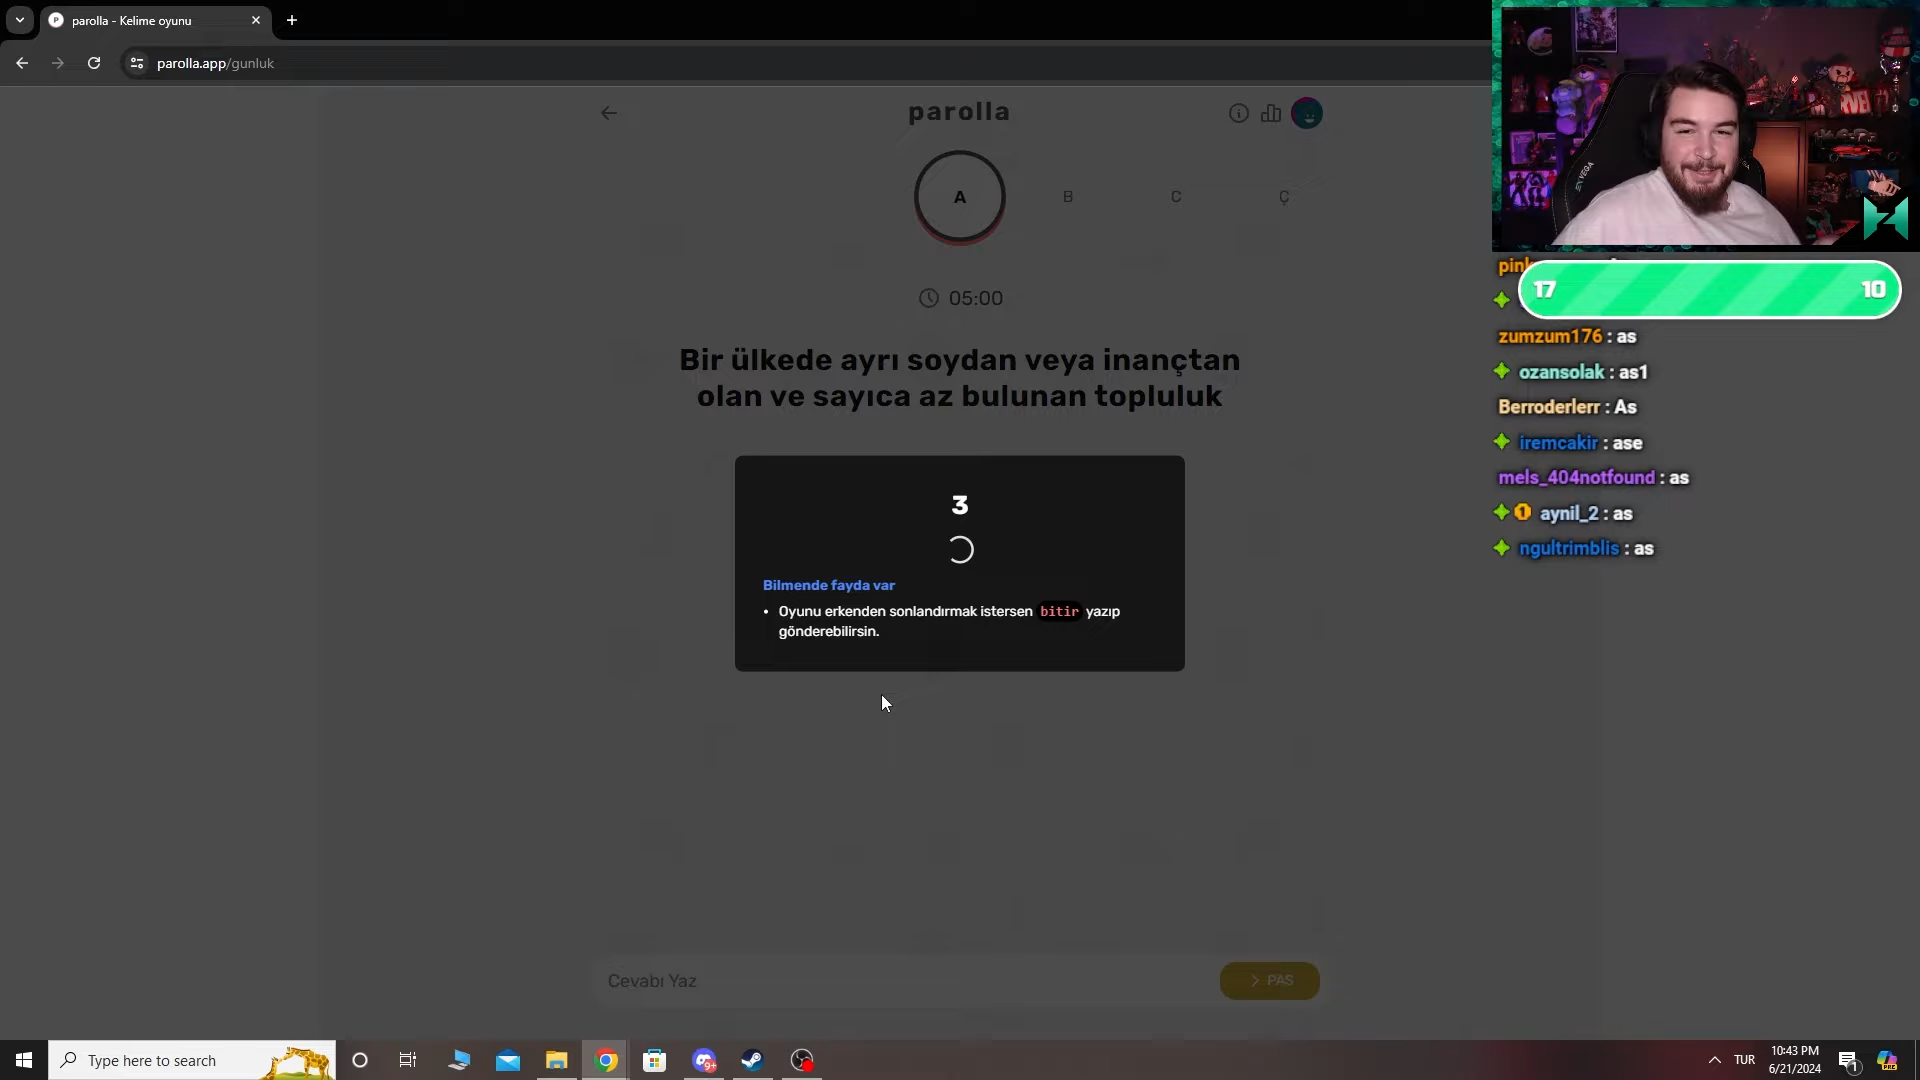 parolla - Kelime oyunu
parolla.app/gunluk
parolla
A
B
C
Ç
05:00
Bir ülkede ayrı soydan veya inançtan
olan ve sayıca az bulunan topluluk
3
Bilmende fayda var
Oyunu erkenden sonlandırmak istersen bitir yazıp
gönderebilirsin.
Cevabı Yaz
PAS
17
10
zumzum176 : as
ozansolak : as1
Berroderlerr : As
iremcakir : ase
mels_404notfound : as
aynil_2 : as
ngultrimblis : as
Type here to search
9+
TUR
10:43 PM
6/21/2024
1
PRE